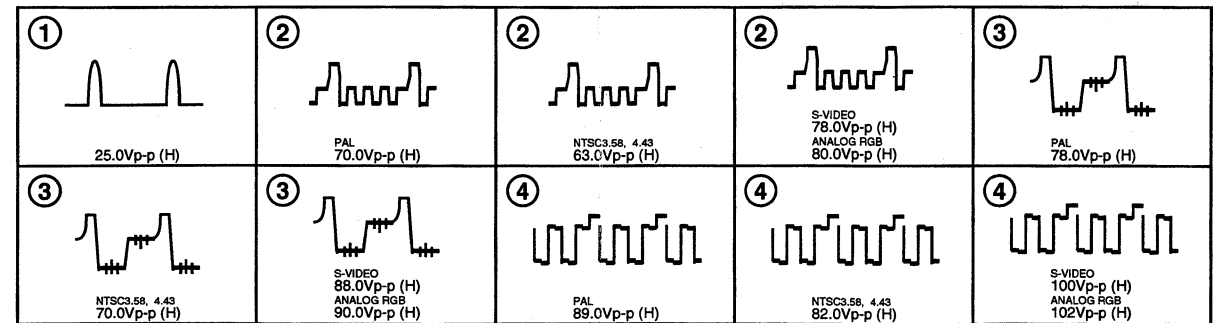 ①
25.0Vp-p (H)
②
PAL
70.0Vp-p (H)
②
NTSC3.58, 4.43
63.0Vp-p (H)
②
S-VIDEO
78.0Vp-p (H)
ANALOG RGB
80.0Vp-p (H)
③
PAL
78.0Vp-p (H)
③
NTSC3.58, 4.43
70.0Vp-p (H)
③
S-VIDEO
88.0Vp-p (H)
ANALOG RGB
90.0Vp-p (H)
④
PAL
89.0Vp-p (H)
④
NTSC3.58, 4.43
82.0Vp-p (H)
④
S-VIDEO
100Vp-p (H)
ANALOG RGB
102Vp-p (H)